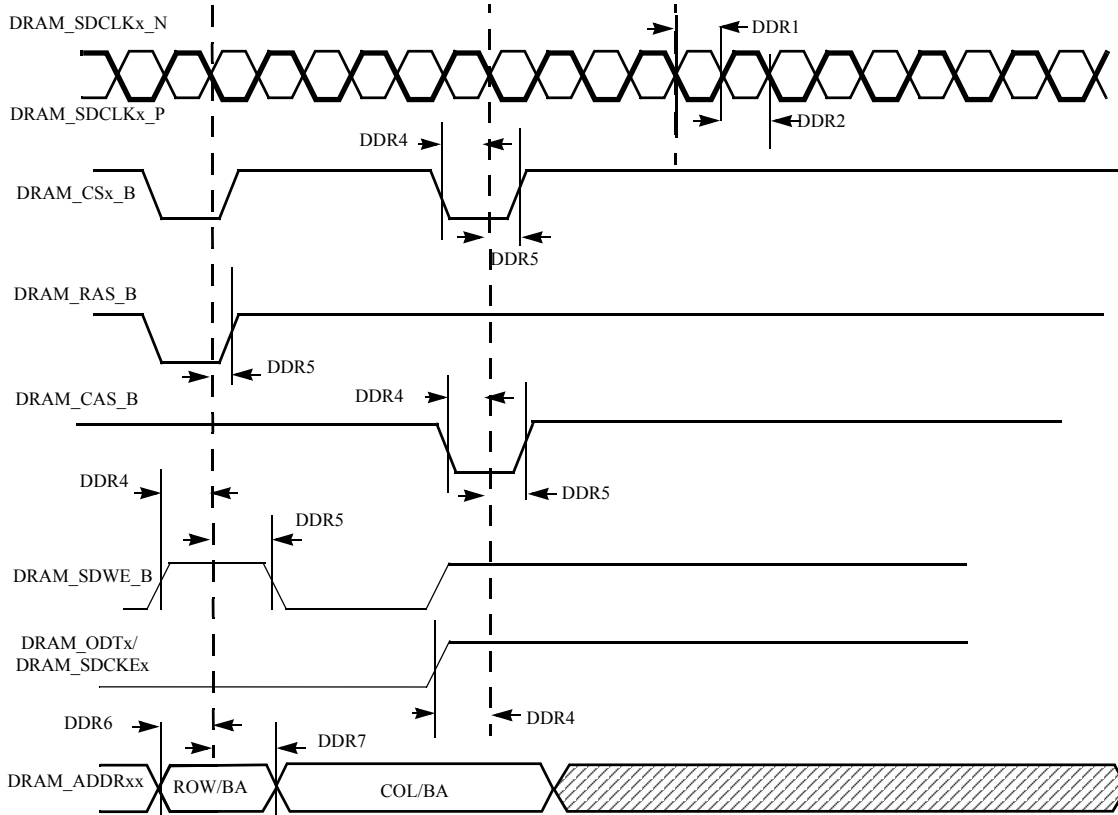 DRAM_SDCLKx_N
DDR1
DRAM_SDCLKx_P
DDR2
DDR4
DRAM_CSx_B
DDR5
DRAM_RAS_B
DDR5
DDR4
DRAM_CAS_B
DDR4
DDR5
DDR5
DRAM_SDWE_B
DRAM_ODTx/
DRAM_SDCKEx
DDR6
DDR4
DDR7
DRAM_ADDRxx
ROW/BA
COL/BA